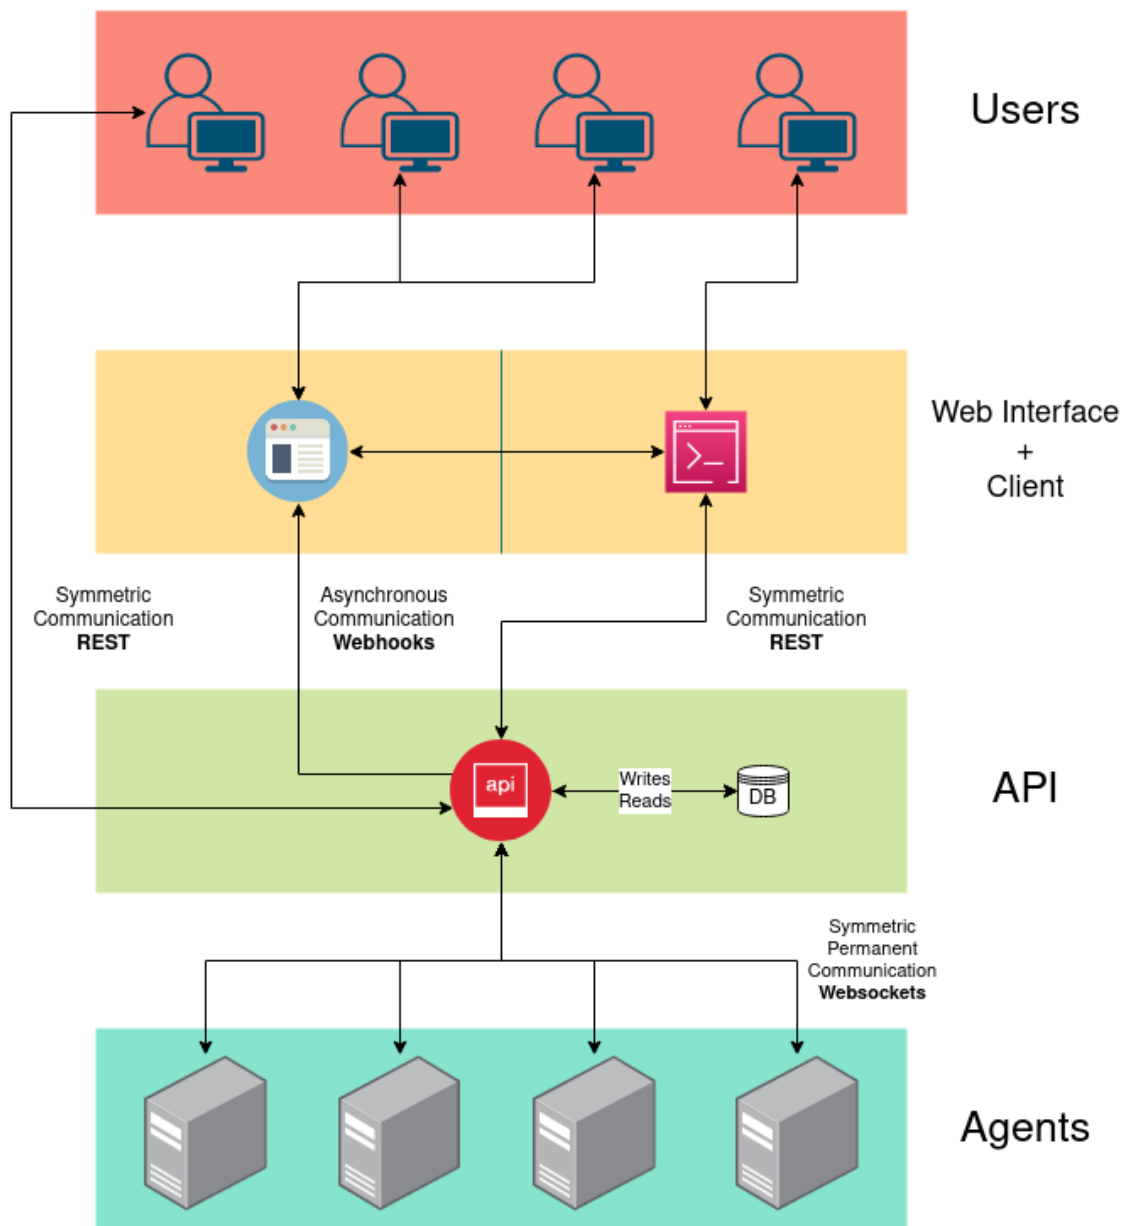 Users
Web Interface
+
Client
Symmetric
Communication
REST
Asynchronous
Communication
Webhooks
Symmetric
Communication
REST
api
Writes
Reads
DB
API
Symmetric
Permanent
Communication
Websockets
Agents